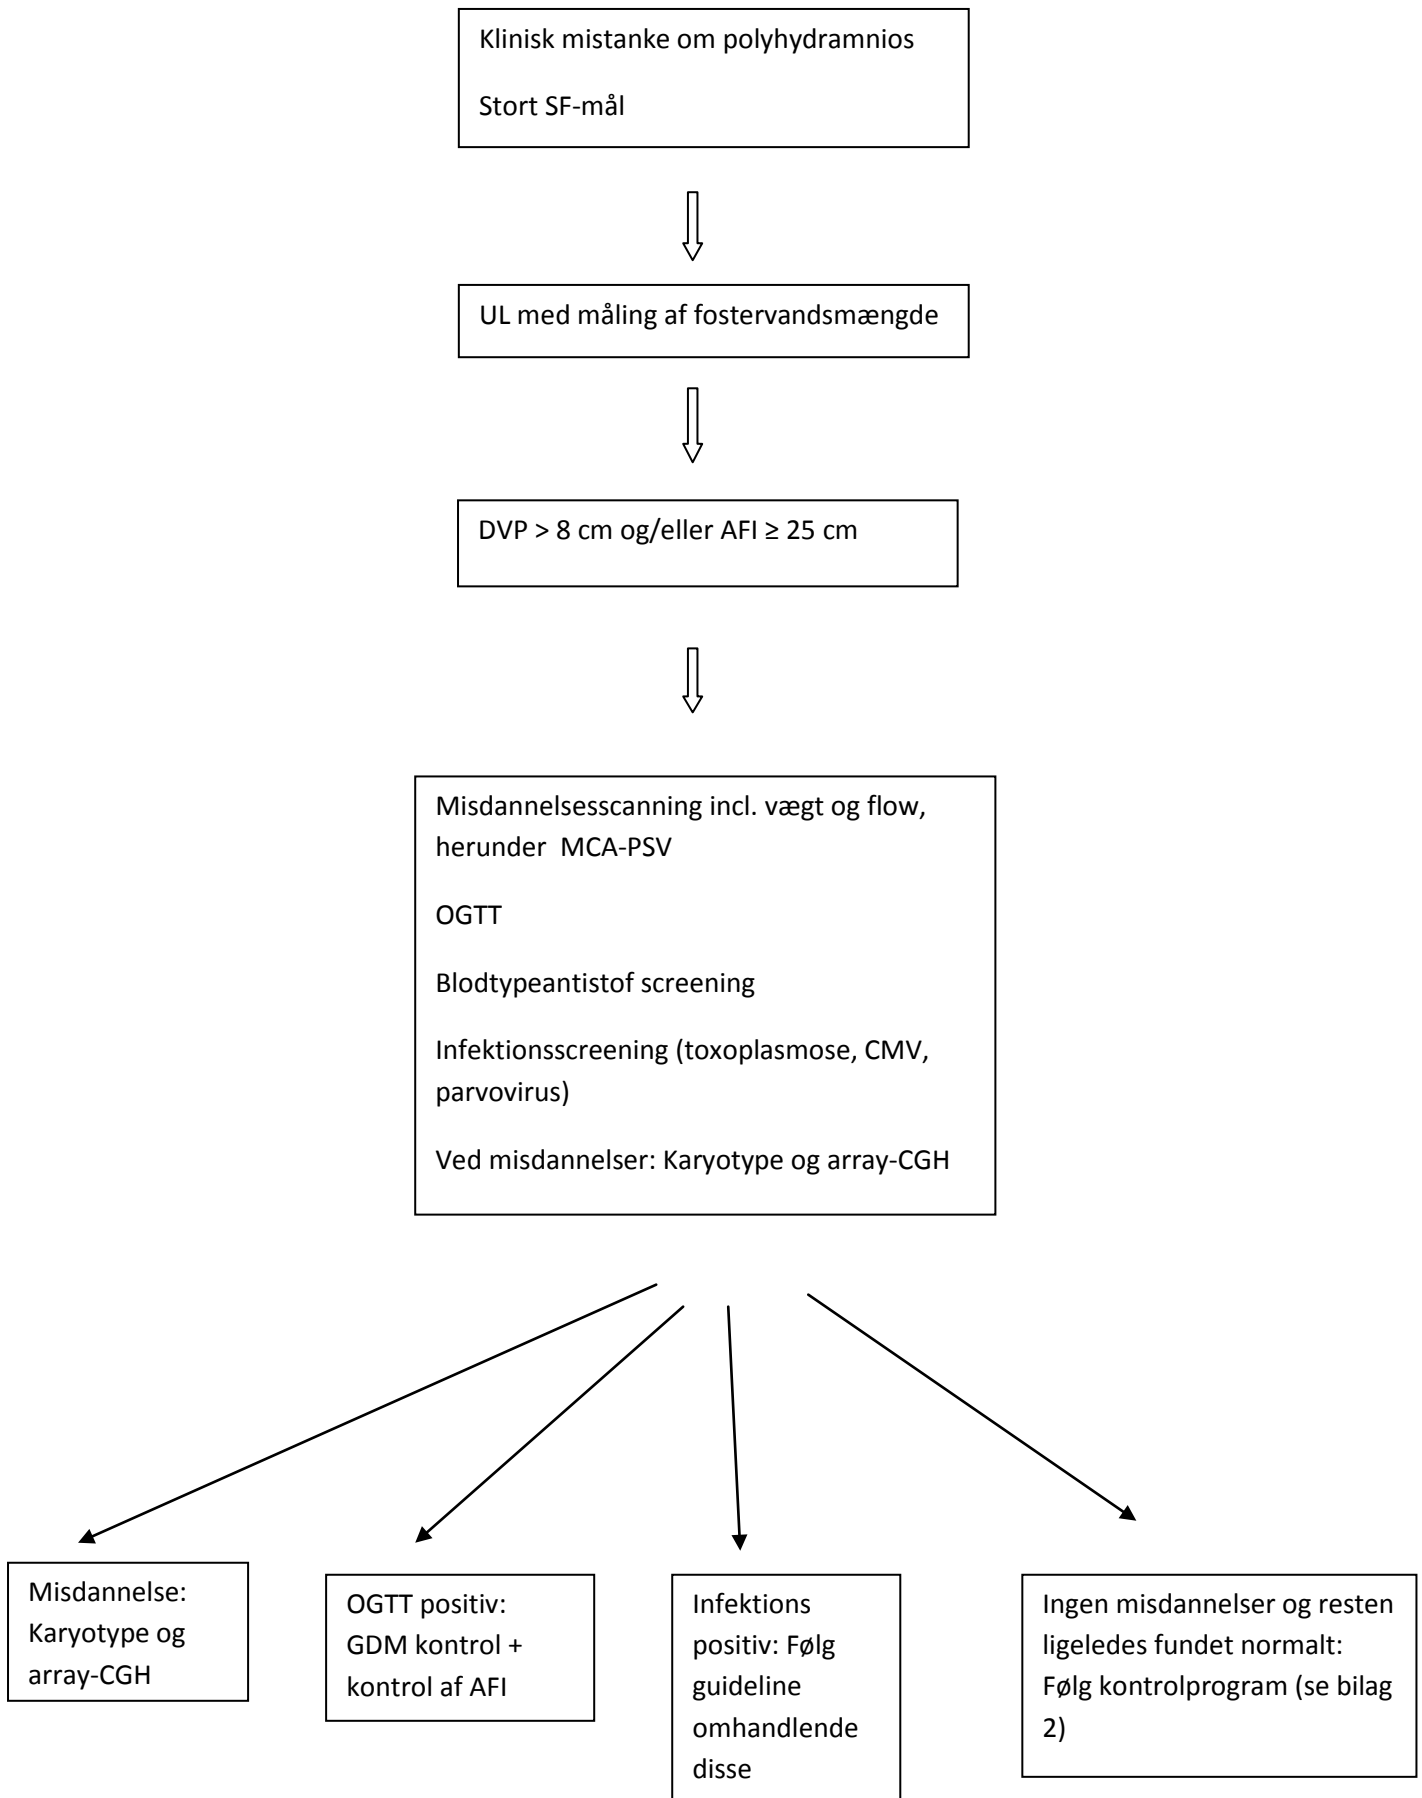 Klinisk mistanke om polyhydramnios
Stort SF-mål
UL med måling af fostervandsmængde
DVP > 8 cm og/eller AFI ≥ 25 cm
Misdannelsesscanning incl. vægt og flow,
herunder MCA-PSV
OGTT
Blodtypeantistof screening
Infektionsscreening (toxoplasmose, CMV,
parvovirus)
Ved misdannelser: Karyotype og array-CGH
Misdannelse:
Karyotype og
array-CGH
OGTT positiv:
GDM kontrol +
kontrol af AFI
Infektions
positiv: Følg
guideline
omhandlende
disse
Ingen misdannelser og resten
ligeledes fundet normalt:
Følg kontrolprogram (se bilag
2)